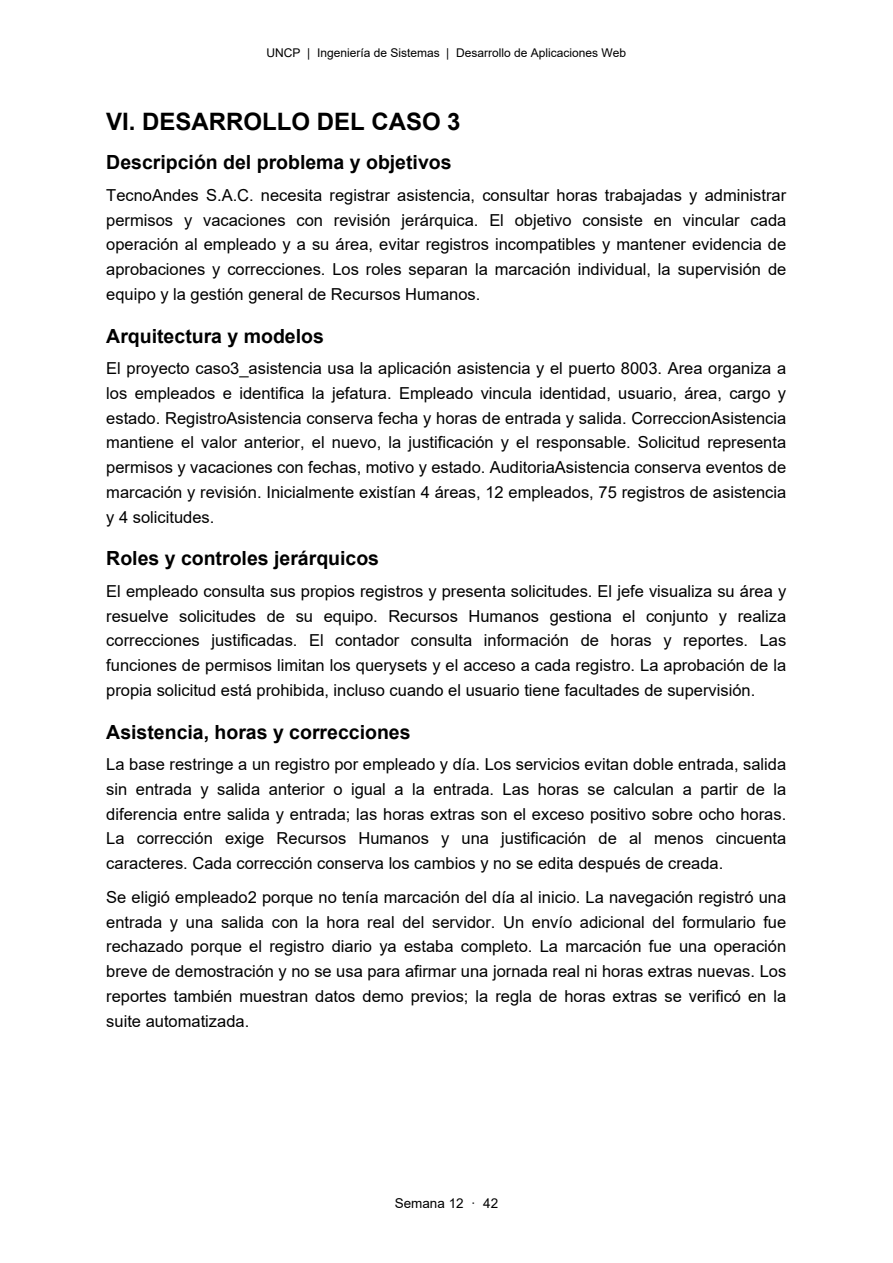 UNCP | Ingeniería de Sistemas | Desarrollo de Aplicaciones Web
VI. DESARROLLO DEL CASO 3
Descripción del problema y objetivos
TecnoAndes S.A.C. necesita registrar asistencia, consultar horas trabajadas y administrar
permisos y vacaciones con revisión jerárquica. El objetivo consiste en vincular cada
operación al empleado y a su área, evitar registros incompatibles y mantener evidencia de
aprobaciones y correcciones. Los roles separan la marcación individual, la supervisión de
equipo y la gestión general de Recursos Humanos.
Arquitectura y modelos
El proyecto caso3_asistencia usa la aplicación asistencia y el puerto 8003. Area organiza a
los empleados e identifica la jefatura. Empleado vincula identidad, usuario, área, cargo y
estado. RegistroAsistencia conserva fecha y horas de entrada y salida. CorreccionAsistencia
mantiene el valor anterior, el nuevo, la justificación y el responsable. Solicitud representa
permisos y vacaciones con fechas, motivo y estado. AuditoriaAsistencia conserva eventos de
marcación y revisión. Inicialmente existían 4 áreas, 12 empleados, 75 registros de asistencia
y 4 solicitudes.
Roles y controles jerárquicos
El empleado consulta sus propios registros y presenta solicitudes. El jefe visualiza su área y
resuelve solicitudes de su equipo. Recursos Humanos gestiona el conjunto y realiza
correcciones justificadas. El contador consulta información de horas y reportes. Las
funciones de permisos limitan los querysets y el acceso a cada registro. La aprobación de la
propia solicitud está prohibida, incluso cuando el usuario tiene facultades de supervisión.
Asistencia, horas y correcciones
La base restringe a un registro por empleado y día. Los servicios evitan doble entrada, salida
sin entrada y salida anterior o igual a la entrada. Las horas se calculan a partir de la
diferencia entre salida y entrada; las horas extras son el exceso positivo sobre ocho horas.
La corrección exige Recursos Humanos y una justificación de al menos cincuenta
caracteres. Cada corrección conserva los cambios y no se edita después de creada.
Se eligió empleado2 porque no tenía marcación del día al inicio. La navegación registró una
entrada y una salida con la hora real del servidor. Un envío adicional del formulario fue
rechazado porque el registro diario ya estaba completo. La marcación fue una operación
breve de demostración y no se usa para afirmar una jornada real ni horas extras nuevas. Los
reportes también muestran datos demo previos; la regla de horas extras se verificó en la
suite automatizada.
Semana 12 · 42